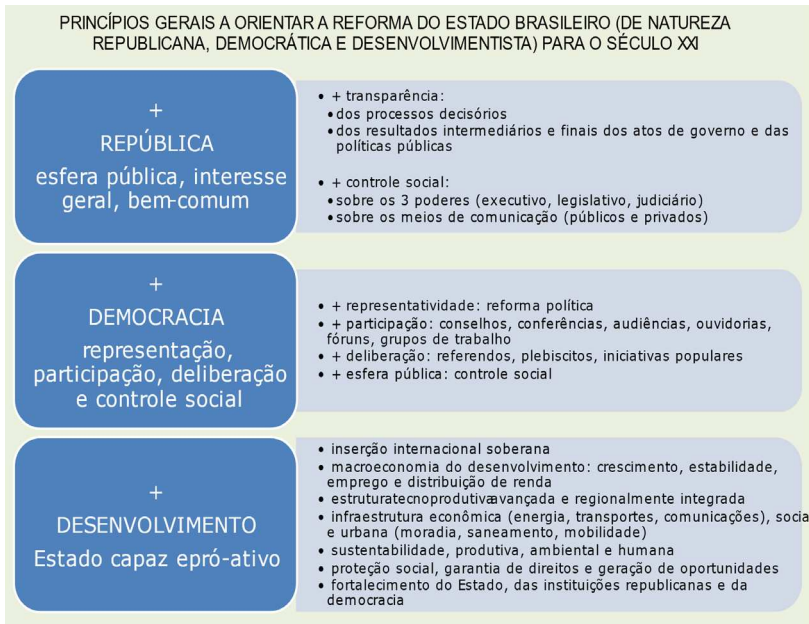 PRINCÍPIOS GERAIS A ORIENTAR A REFORMA DO ESTADO BRASILEIRO (DE NATUREZA
REPUBLICANA, DEMOCRÁTICA E DESENVOLVIMENTISTA) PARA O SÉCULO XXI
+
REPÚBLICA
esfera pública, interesse
geral, bem-comum
• + transparência:
• dos processos decisórios
• dos resultados intermediários e finais dos atos de governo e das
políticas públicas
• + controle social:
• sobre os 3 poderes (executivo, legislativo, judiciário)
• sobre os meios de comunicação (públicos e privados)
+
DEMOCRACIA
representação,
participação, deliberação
e controle social
• + representatividade: reforma política
• + participação: conselhos, conferências, audiências, ouvidorias,
fóruns, grupos de trabalho
• + deliberação: referendos, plebiscitos, iniciativas populares
• + esfera pública: controle social
+
DESENVOLVIMENTO
Estado capaz epró-ativo
• inserção internacional soberana
• macroeconomia do desenvolvimento: crescimento, estabilidade,
emprego e distribuição de renda
• estruturatecnoprodutivaavançada e regionalmente integrada
• infraestrutura econômica (energia, transportes, comunicações), socia
e urbana (moradia, saneamento, mobilidade)
• sustentabilidade, produtiva, ambiental e humana
• proteção social, garantia de direitos e geração de oportunidades
• fortalecimento do Estado, das instituições republicanas e da
democracia